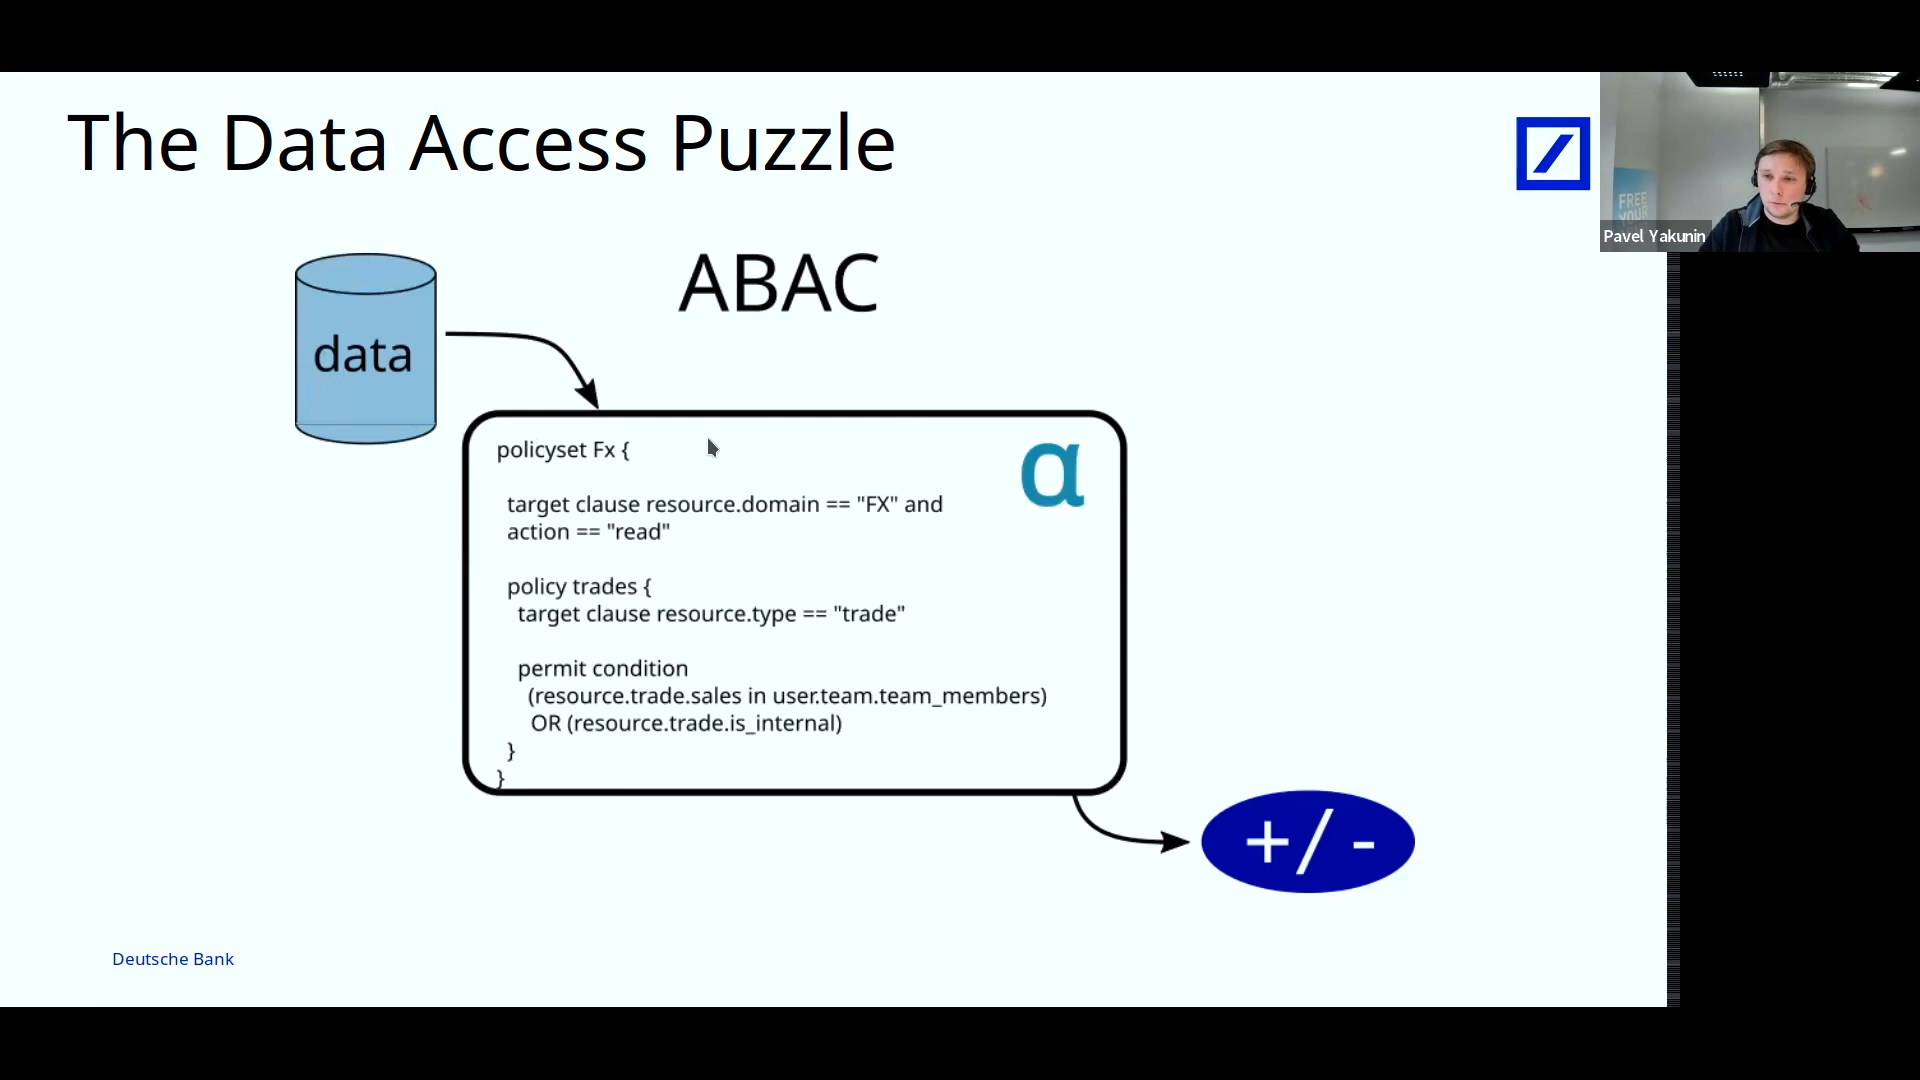 The Data Access Puzzle
FREE
YOUR
Pavel Yakunin
ABAC
data
policyset Fx {
α
target clause resource.domain == "FX" and
action == "read"
policy trades {
target clause resource.type == "trade"
permit condition
(resource.trade.sales in user.team.team_members)
OR (resource.trade.is_internal)
}
}
+/-
Deutsche Bank